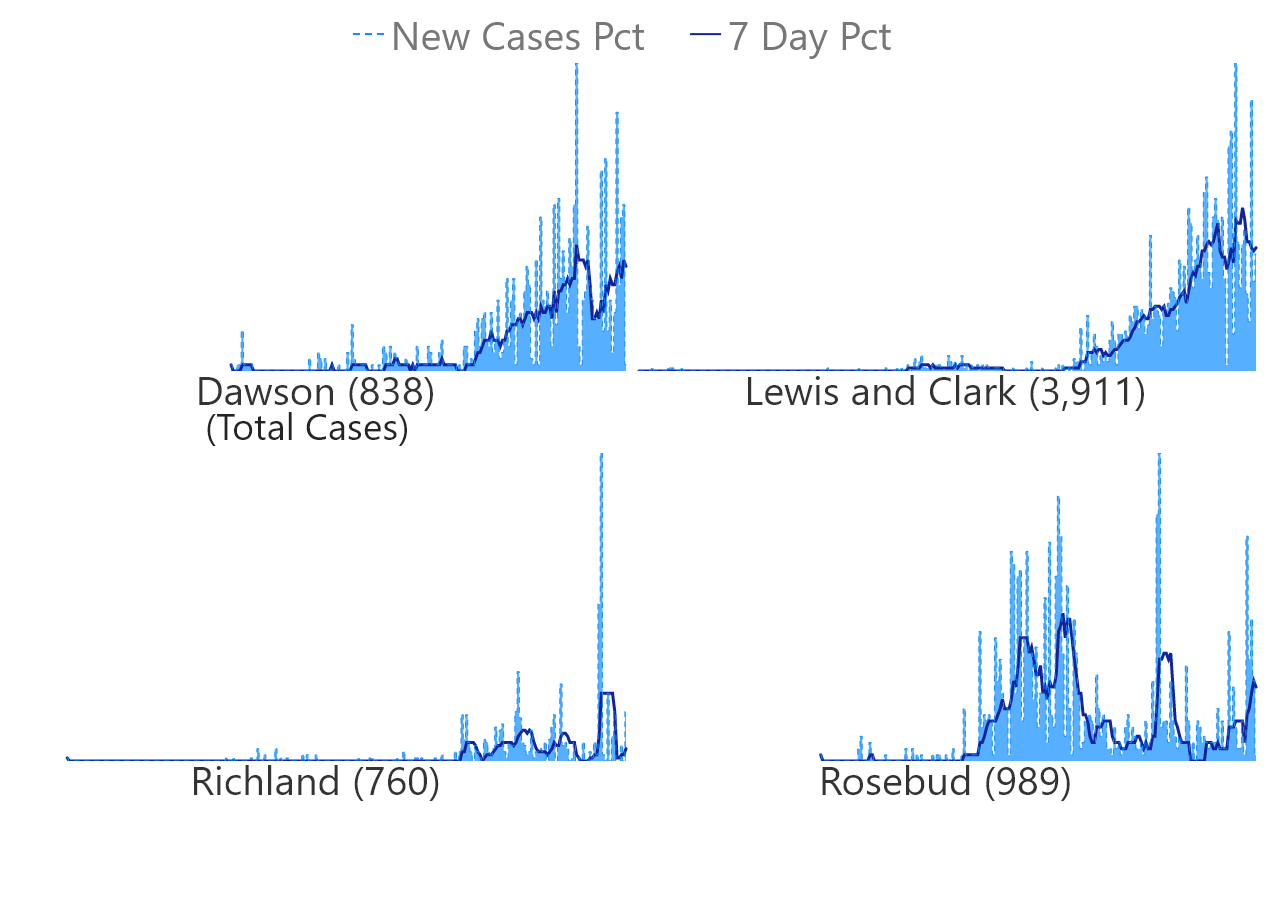 New Cases Pct 7 Day Pct
Dawson (838) Lewis and Clark (3,911)
(Total Cases)
Richland (760) Rosebud (989)